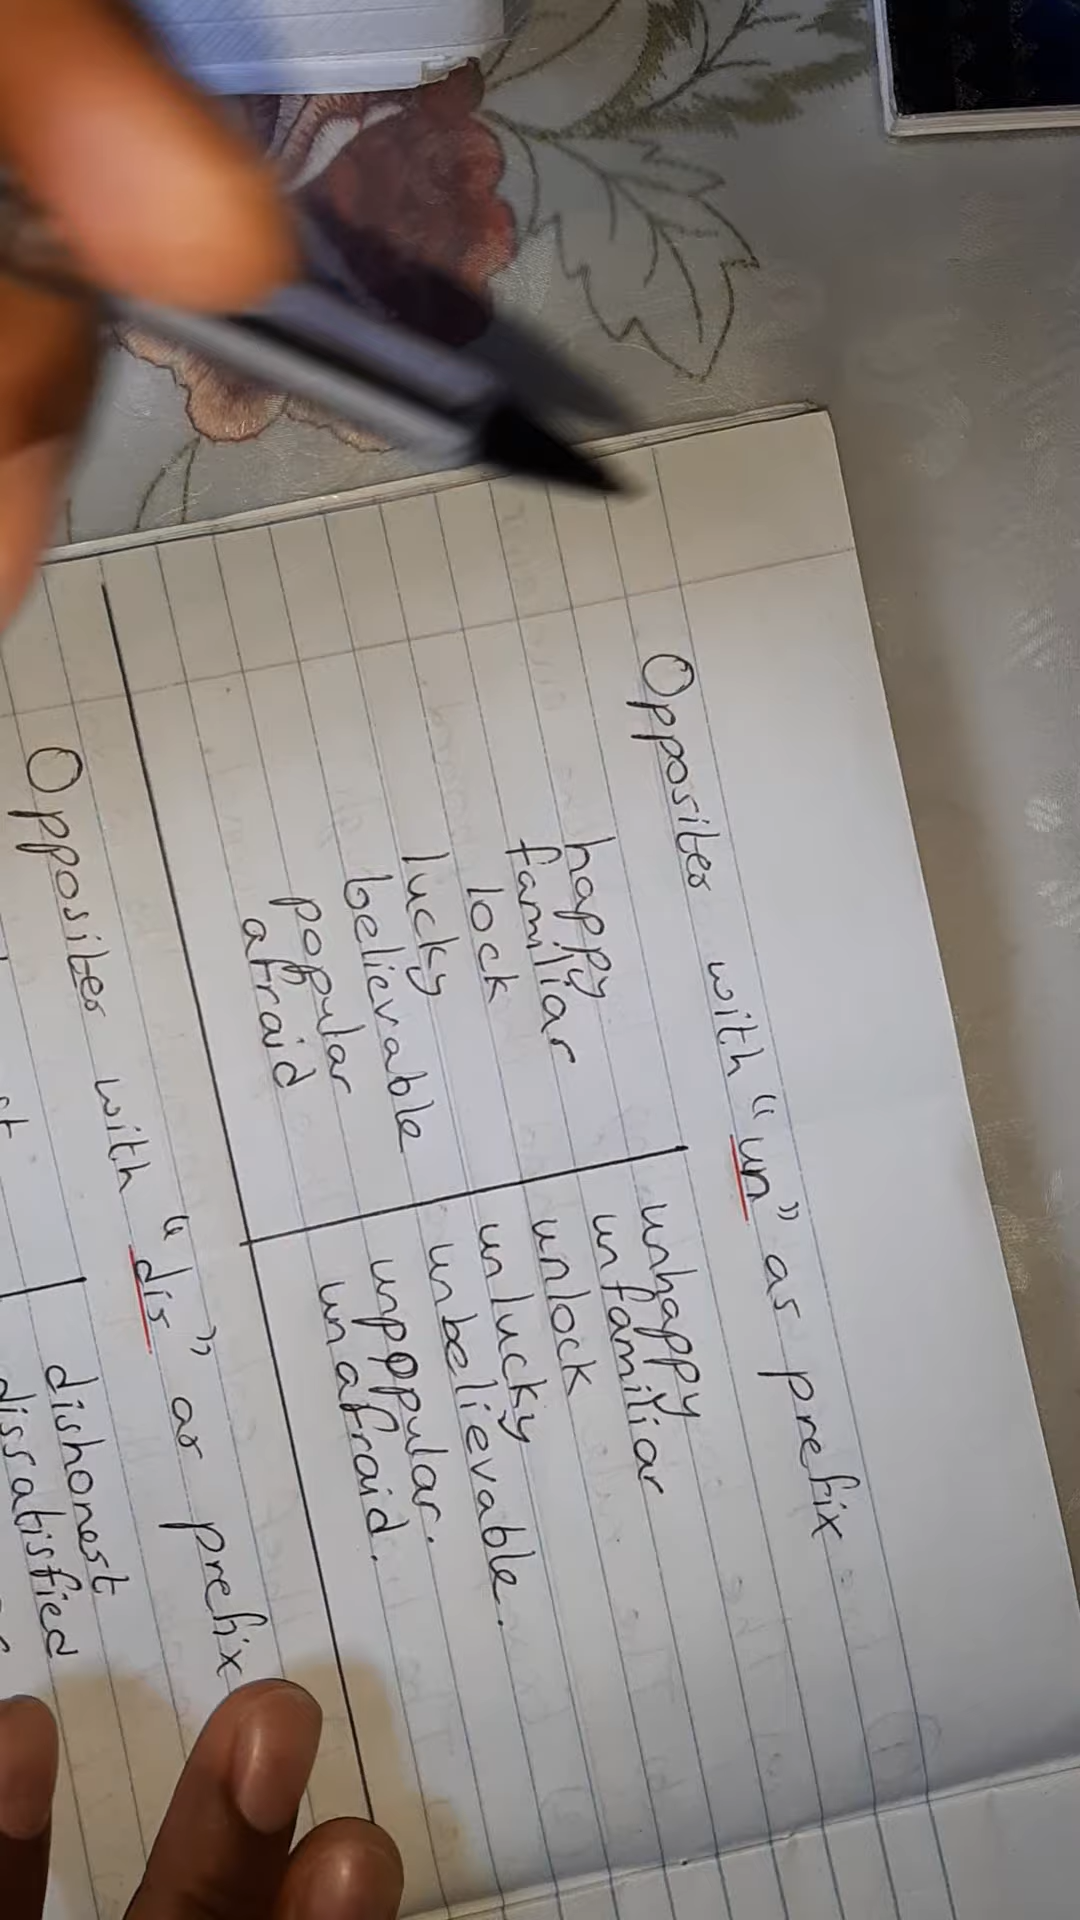 Opposites with "un" as prefix
happy unhappy
familiar unfamiliar
lock unlock
lucky unlucky
believable unbelievable.
popular unpopular.
afraid unafraid.
Opposites with "dis" as prefix
dishonest
dissatisfied